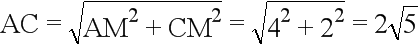 AC = √(AM² + CM²) = √(4² + 2²) = 2√5